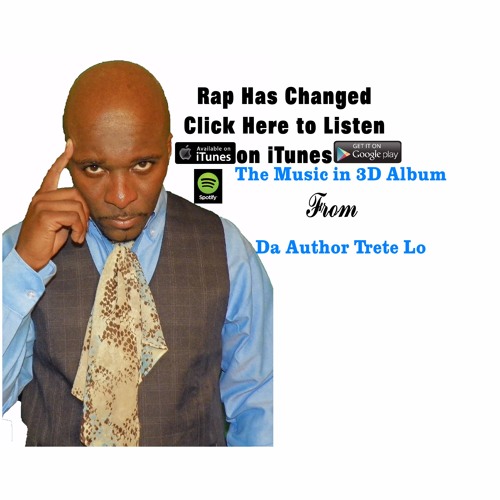 Rap Has Changed
Click Here to Listen
Available on
iTunes
on iTunes
GET IT ON
Google play
Spotify
The Music in 3D Album
From
Da Author Trete Lo